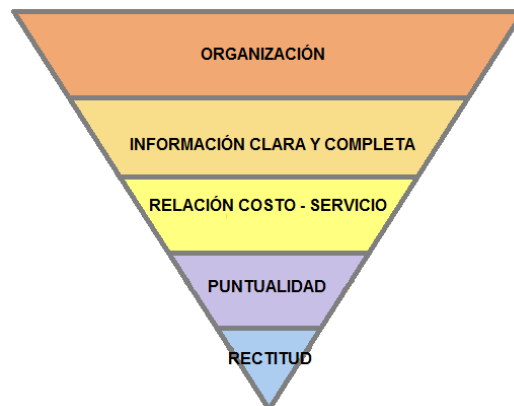 ORGANIZACIÓN
INFORMACIÓN CLARA Y COMPLETA
RELACIÓN COSTO - SERVICIO
PUNTUALIDAD
RECTITUD